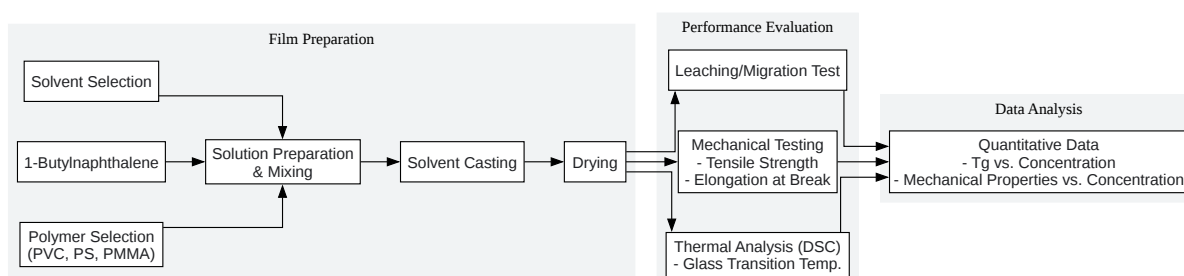 Film Preparation
Solvent Selection
1-Butylnaphthalene
Polymer Selection
(PVC, PS, PMMA)
Solution Preparation
& Mixing
Solvent Casting
Drying
Performance Evaluation
Leaching/Migration Test
Mechanical Testing
- Tensile Strength
- Elongation at Break
Thermal Analysis (DSC)
- Glass Transition Temp.
Data Analysis
Quantitative Data
- Tg vs. Concentration
- Mechanical Properties vs. Concentration